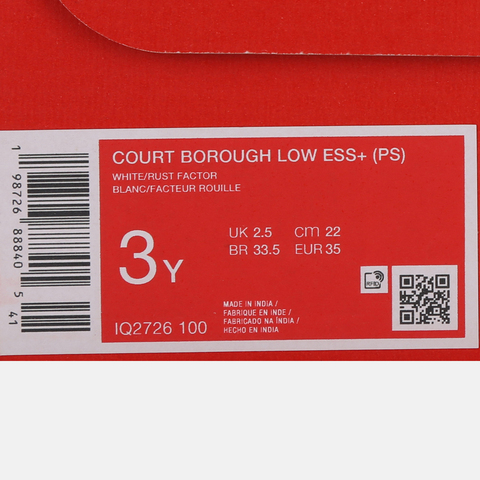 COURT BOROUGH LOW ESS+ (PS)
WHITE/RUST FACTOR
BLANC/FACTEUR ROUILLE
3Y
UK 2.5 cm 22
BR 33.5 EUR 35
MADE IN INDIA /
FABRIQUE EN INDE /
FABRICADO NA ÍNDIA /
HECHO EN INDIA
IQ2726 100
RFID
1 98726 88840 5 41